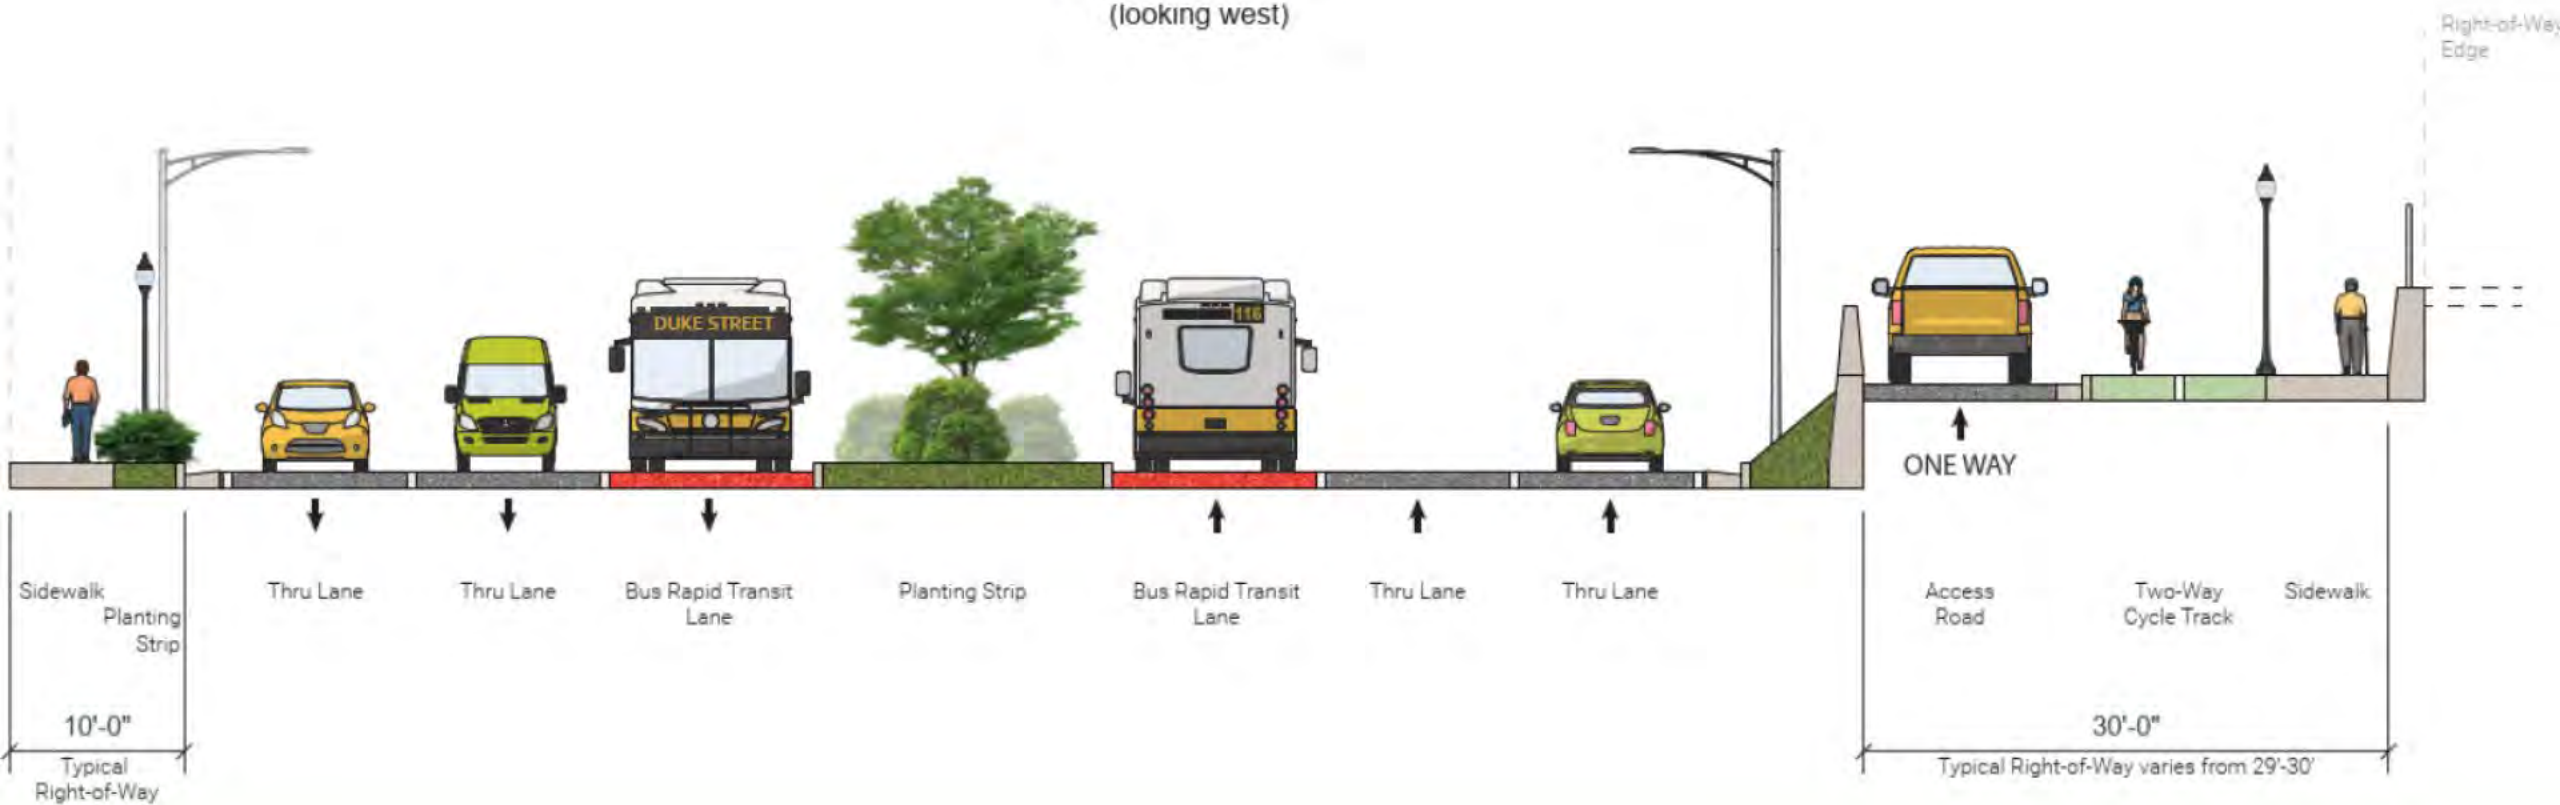 (looking west)
Right-of-Way
Edge
DUKE STREET
116
ONE WAY
Sidewalk
Planting
Strip
Thru Lane
Thru Lane
Bus Rapid Transit
Lane
Planting Strip
Bus Rapid Transit
Lane
Thru Lane
Thru Lane
Access
Road
Two-Way
Cycle Track
Sidewalk
10'-0"
Typical
Right-of-Way
30'-0"
Typical Right-of-Way varies from 29'-30'